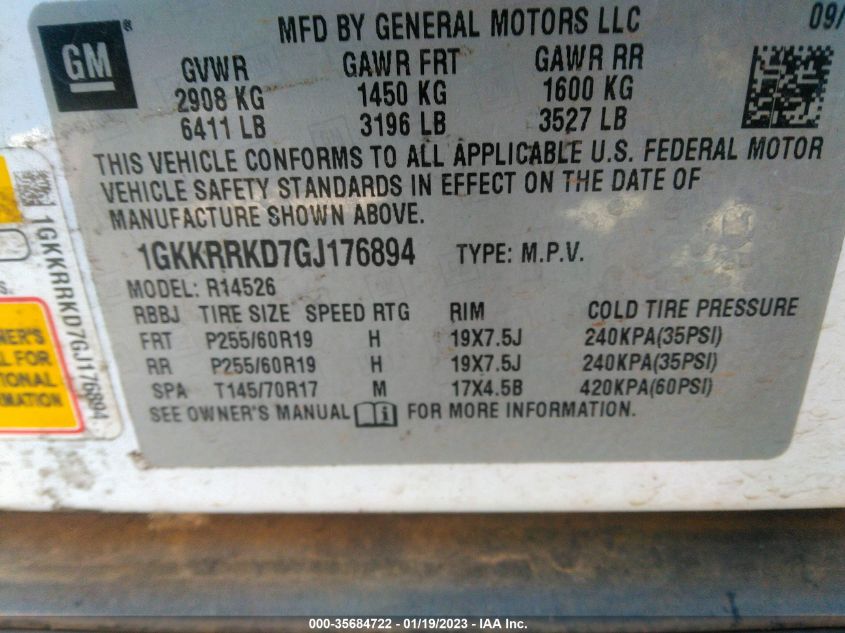 GM ®
MFD BY GENERAL MOTORS LLC
09/
GVWR GAWR FRT GAWR RR
2908 KG 1450 KG 1600 KG
6411 LB 3196 LB 3527 LB
THIS VEHICLE CONFORMS TO ALL APPLICABLE U.S. FEDERAL MOTOR
VEHICLE SAFETY STANDARDS IN EFFECT ON THE DATE OF
MANUFACTURE SHOWN ABOVE.
1GKKRRKD7GJ176894 TYPE: M.P.V.
MODEL: R14526
RBBJ TIRE SIZE SPEED RTG RIM COLD TIRE PRESSURE
FRT P255/60R19 H 19X7.5J 240KPA(35PSI)
RR P255/60R19 H 19X7.5J 240KPA(35PSI)
SPA T145/70R17 M 17X4.5B 420KPA(60PSI)
SEE OWNER'S MANUAL FOR MORE INFORMATION.
1GKKRRKD7GJ176894
S.
WNER'S
L FOR
TIONAL
MATION
000-35684722 - 01/19/2023 - IAA Inc.